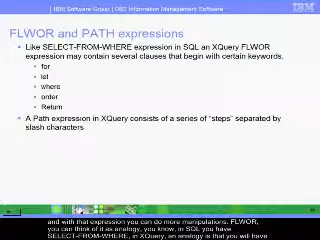 IBM Software Group | DB2 Information Management Software
IBM
FLWOR and PATH expressions
Like SELECT-FROM-WHERE expression in SQL an XQuery FLWOR
expression may contain several clauses that begin with certain keywords.
for
let
where
order
Return
A Path expression in XQuery consists of a series of “steps” separated by
slash characters
and with that expression you can do more manipulations. FLWOR,
you can think of it as analogy, you know, in SQL you have
SELECT-FROM-WHERE, in XQuery, an analogy is that you will have